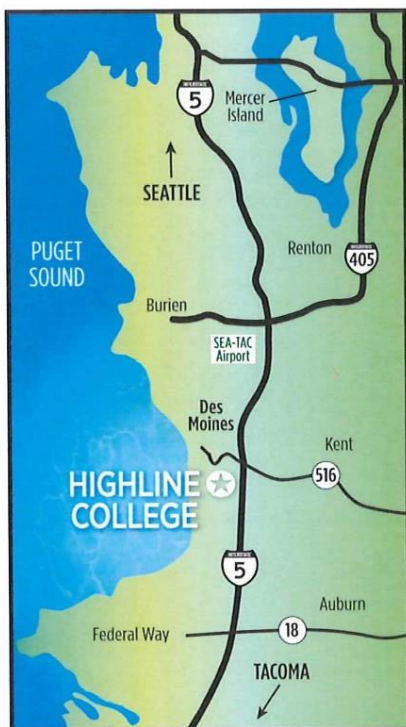 INTERSTATE
5
Mercer
Island
SEATTLE
PUGET
SOUND
Renton
INTERSTATE
405
Burien
SEA-TAC
Airport
Des
Moines
Kent
516
HIGHLINE
COLLEGE
INTERSTATE
5
Auburn
Federal Way
18
TACOMA